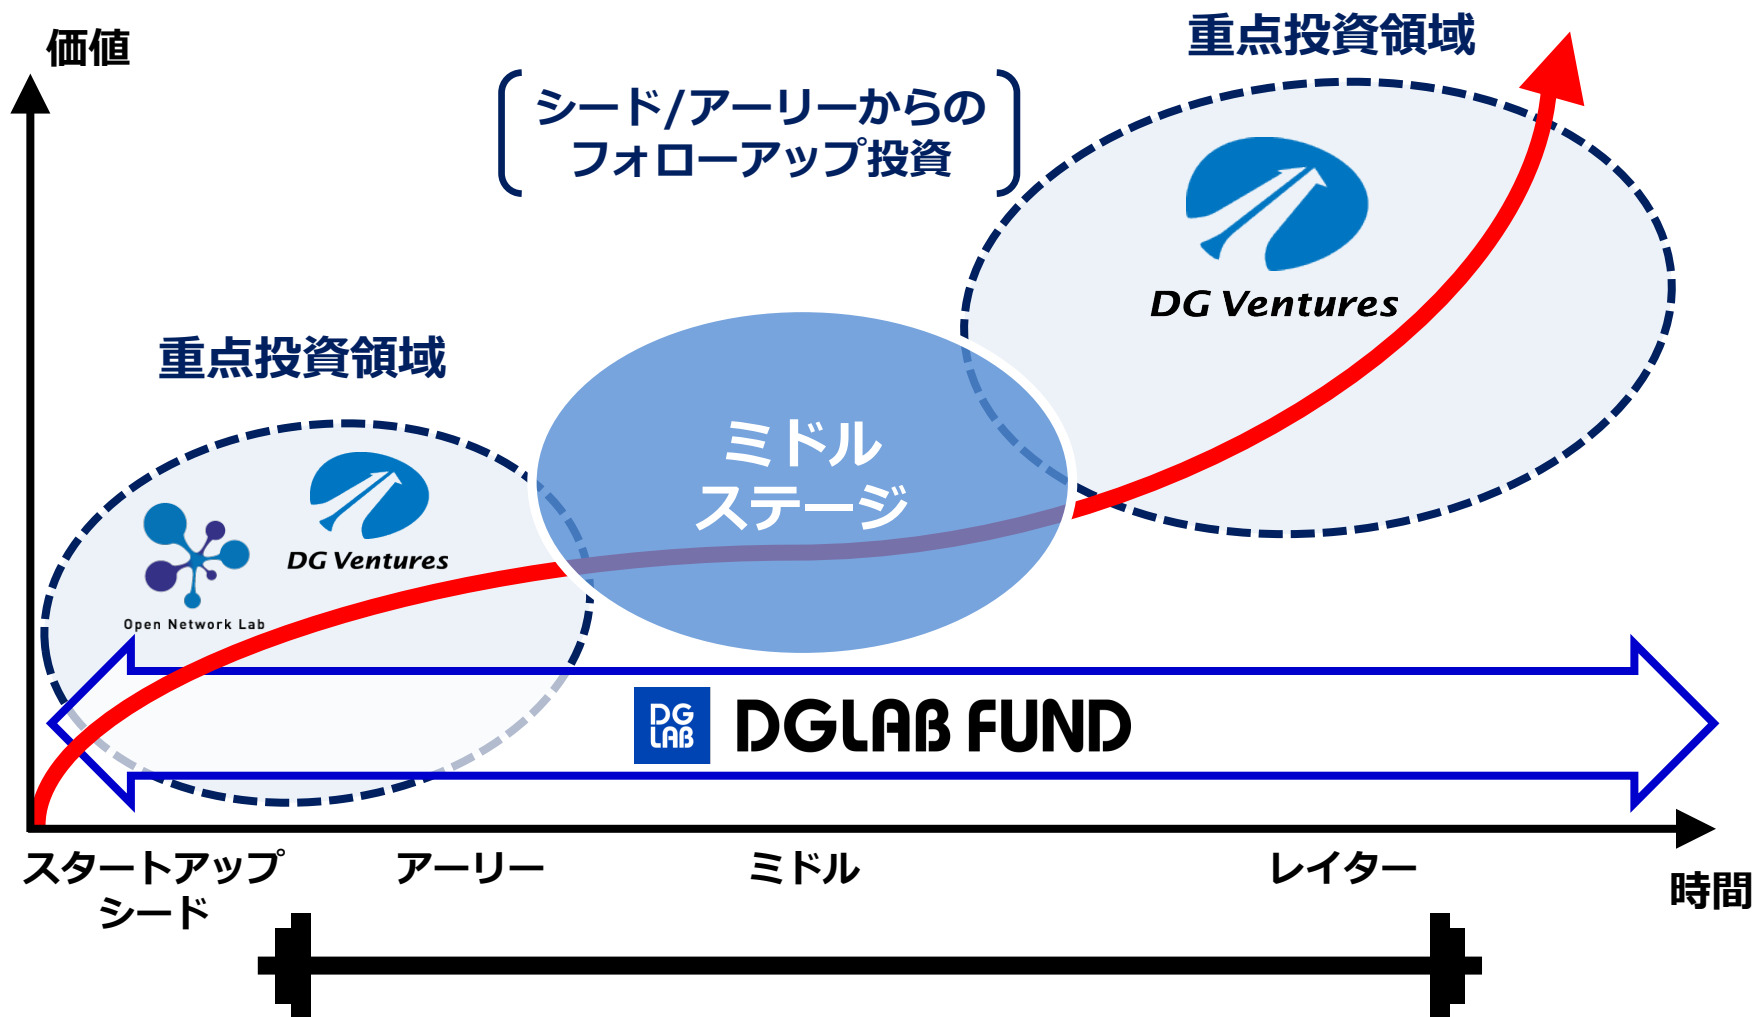 価値
重点投資領域
シード/アーリーからの
フォローアップ投資
DG Ventures
重点投資領域
ミドル
ステージ
DG Ventures
Open Network Lab
DG
LAB
DGLAB FUND
スタートアップ
シード
アーリー
ミドル
レイター
時間